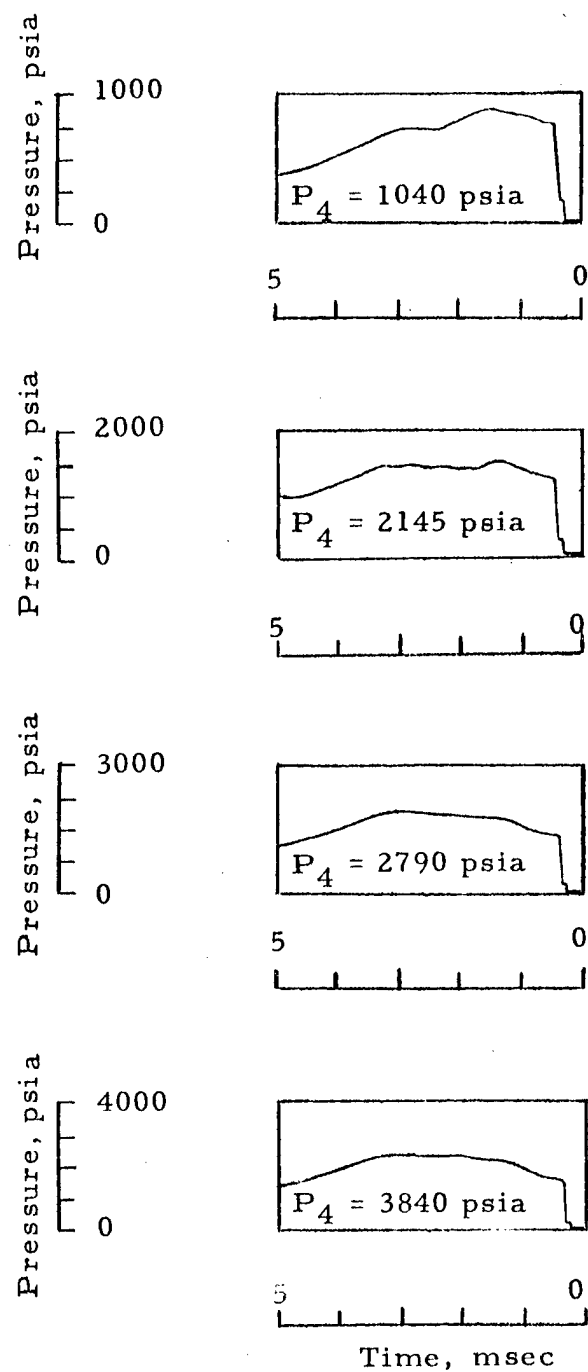 Pressure, psia
1000
0
P4 = 1040 psia
5 0
Pressure, psia
2000
0
P4 = 2145 psia
5 0
Pressure, psia
3000
0
P4 = 2790 psia
5 0
Pressure, psia
4000
0
P4 = 3840 psia
5 0
Time, msec